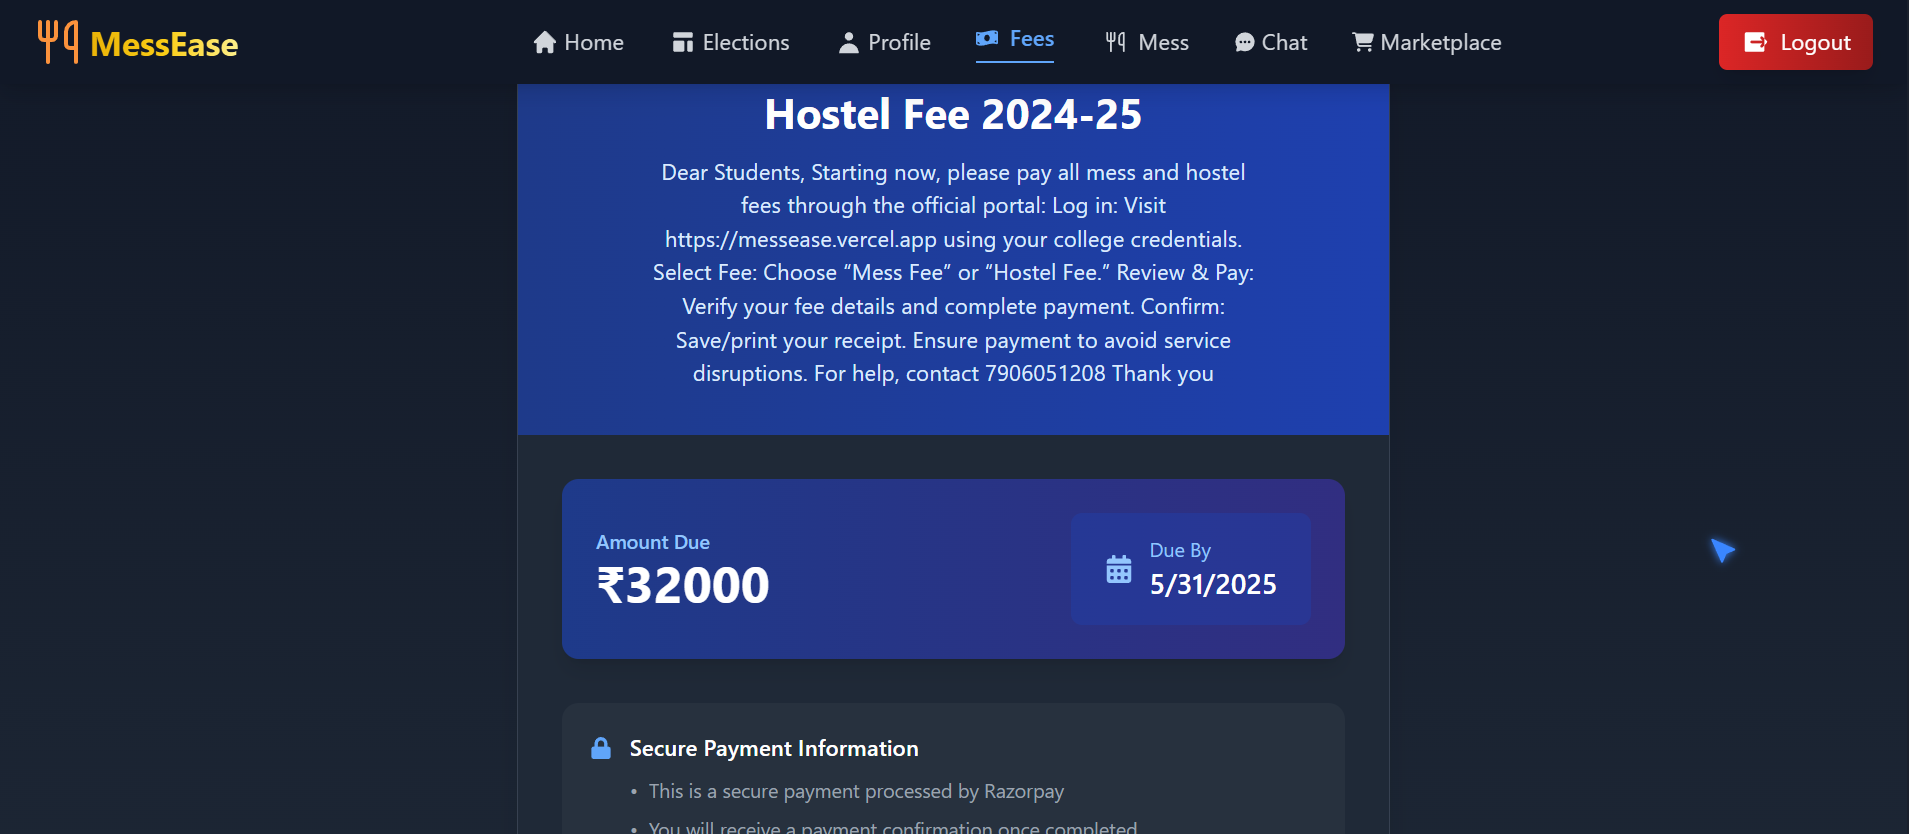 MessEase
Home
Elections
Profile
Fees
Mess
Chat
Marketplace
Logout
Hostel Fee 2024-25
Dear Students, Starting now, please pay all mess and hostel
fees through the official portal: Log in: Visit
https://messease.vercel.app using your college credentials.
Select Fee: Choose “Mess Fee” or “Hostel Fee.” Review & Pay:
Verify your fee details and complete payment. Confirm:
Save/print your receipt. Ensure payment to avoid service
disruptions. For help, contact 7906051208 Thank you
Amount Due
₹32000
Due By
5/31/2025
Secure Payment Information
• This is a secure payment processed by Razorpay
• You will receive a payment confirmation once completed